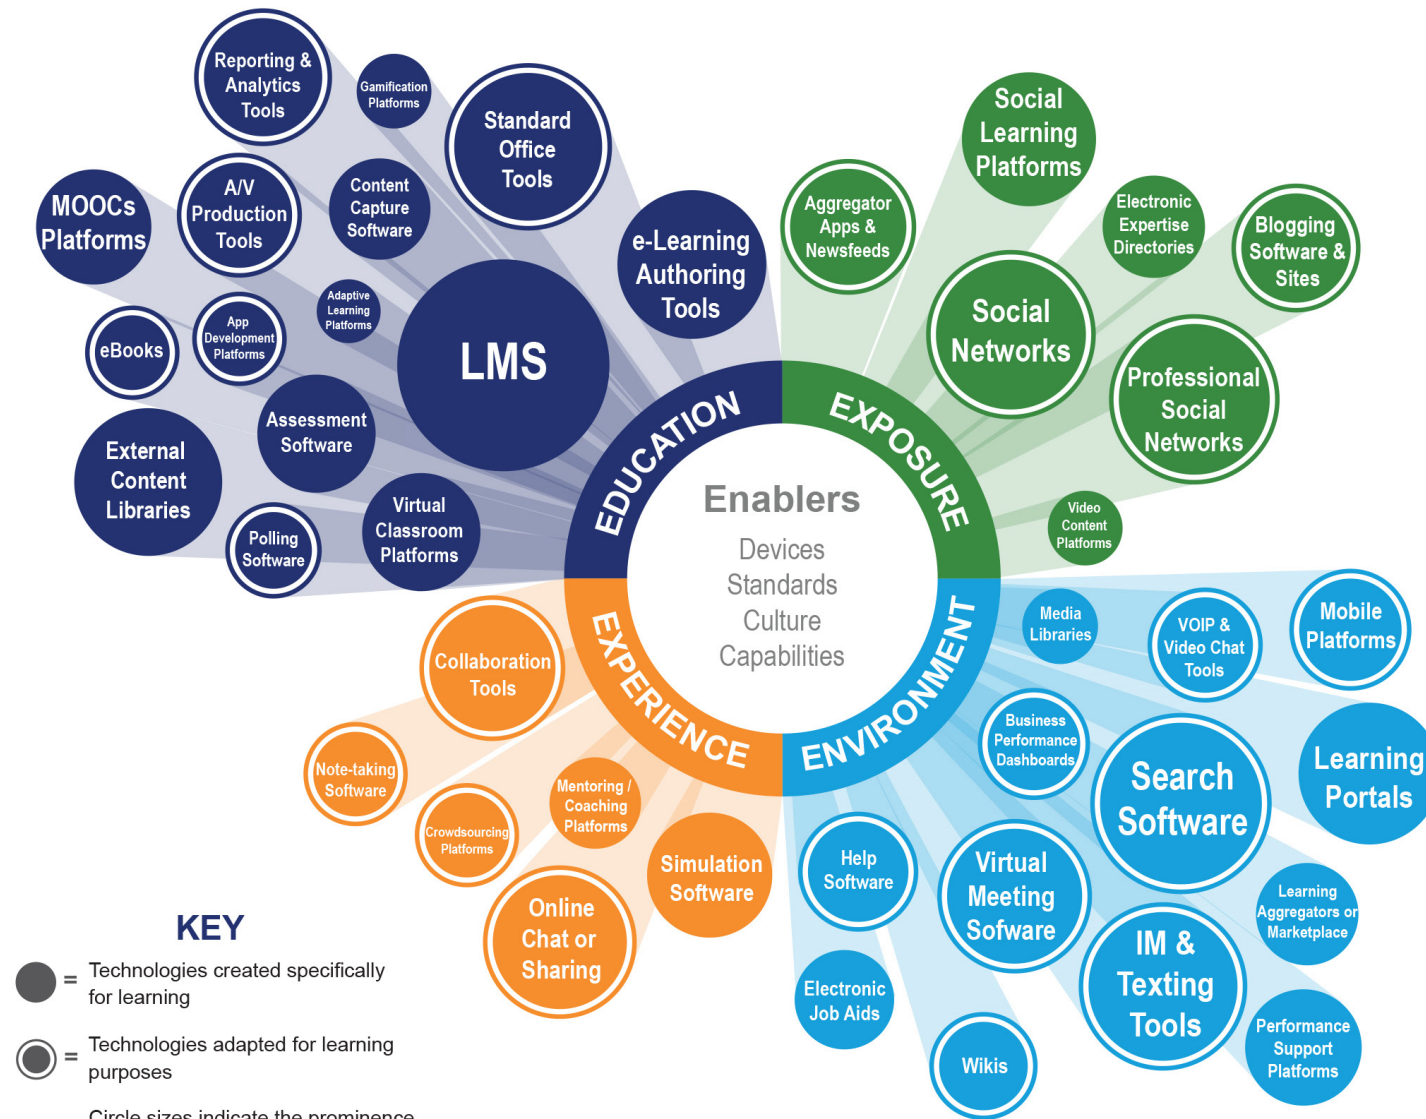 Reporting &
Analytics
Tools
Gamification
Platforms
Standard
Office
Tools
MOOCs
Platforms
A/V
Production
Tools
Content
Capture
Software
e-Learning
Authoring
Tools
eBooks
App
Development
Platforms
Adaptive
Learning
Platforms
LMS
External
Content
Libraries
Assessment
Software
Polling
Software
Virtual
Classroom
Platforms
Social
Learning
Platforms
Aggregator
Apps &
Newsfeeds
Electronic
Expertise
Directories
Blogging
Software &
Sites
Social
Networks
Professional
Social
Networks
Video
Content
Platforms
EDUCATION
EXPOSURE
Enablers
Devices
Standards
Culture
Capabilities
EXPERIENCE
ENVIRONMENT
Collaboration
Tools
Note-taking
Software
Crowdsourcing
Platforms
Mentoring /
Coaching
Platforms
Simulation
Software
Online
Chat or
Sharing
Media
Libraries
VOIP &
Video Chat
Tools
Mobile
Platforms
Business
Performance
Dashboards
Search
Software
Learning
Portals
Help
Software
Virtual
Meeting
Sofware
Learning
Aggregators or
Marketplace
IM &
Texting
Tools
Electronic
Job Aids
Wikis
Performance
Support
Platforms
KEY
= Technologies created specifically
for learning
= Technologies adapted for learning
purposes
Circle sizes indicate the prominence